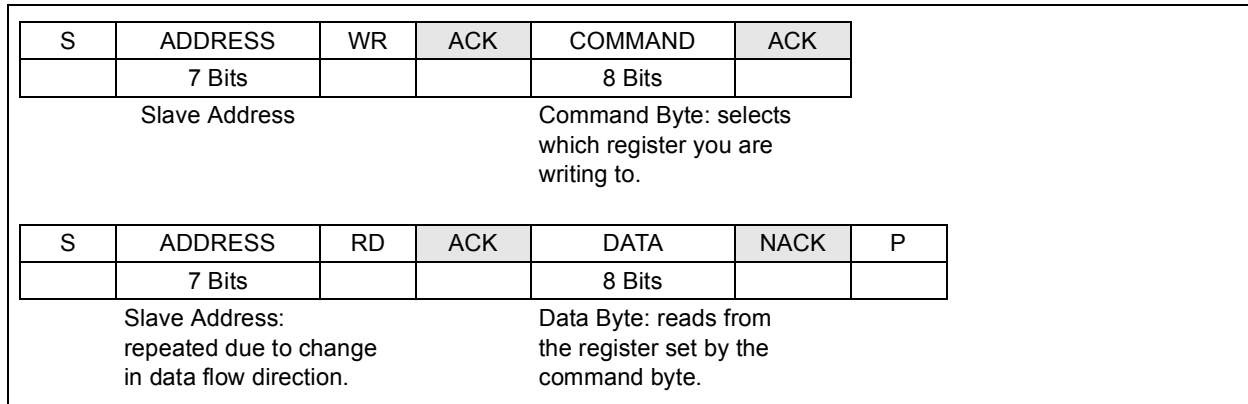 S ADDRESS WR ACK COMMAND ACK
7 Bits 8 Bits
Slave Address
Command Byte: selects
which register you are
writing to.
S ADDRESS RD ACK DATA NACK P
7 Bits 8 Bits
Slave Address:
repeated due to change
in data flow direction.
Data Byte: reads from
the register set by the
command byte.